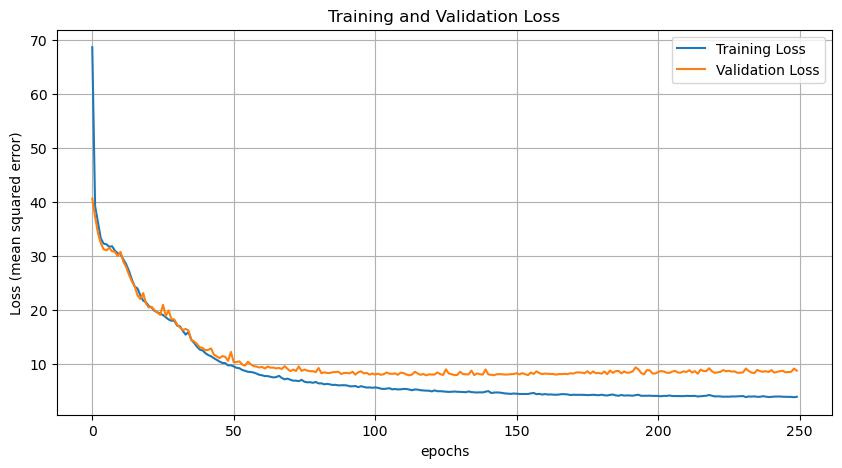 Training and Validation Loss
Training Loss
Validation Loss
Loss (mean squared error)
70
60
50
40
30
20
10
0
50
100
150
200
250
epochs